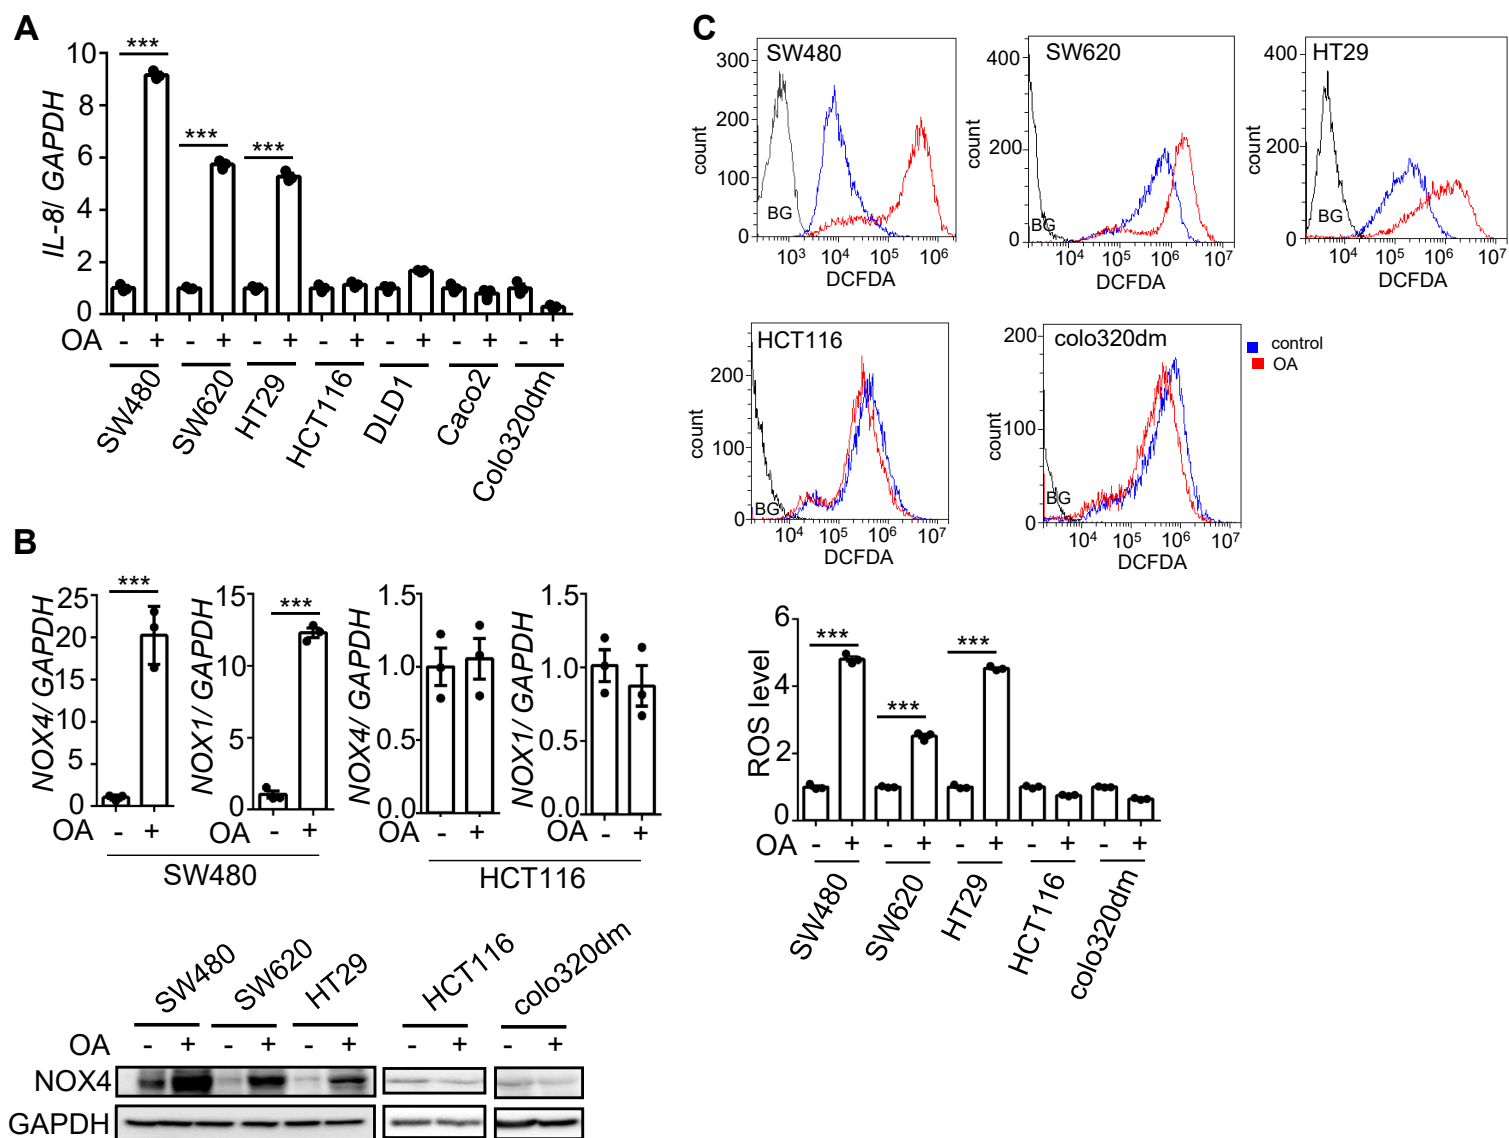 A
IL-8/ GAPDH
10
8
6
4
2
0
*** *** ***
OA - + - + - + - + - + - + - +
SW480 SW620 HT29 HCT116 DLD1 Caco2 Colo320dm
B
NOX4/ GAPDH
25
20
15
10
5
0
***
OA - +
NOX1/ GAPDH
15
10
5
0
***
OA - +
SW480
NOX4/ GAPDH
1.5
1.0
0.5
0.0
OA - +
NOX1/ GAPDH
1.5
1.0
0.5
0.0
OA - +
HCT116
SW480 SW620 HT29 HCT116 colo320dm
OA - + - + - + - + - +
NOX4
GAPDH
C
SW480
count
300
200
100
0
BG
10³ 10⁴ 10⁵ 10⁶
DCFDA
SW620
count
400
200
0
BG
10⁴ 10⁵ 10⁶ 10⁷
DCFDA
HT29
count
400
200
0
BG
10⁴ 10⁵ 10⁶ 10⁷
DCFDA
HCT116
count
200
100
0
BG
10⁴ 10⁵ 10⁶ 10⁷
DCFDA
colo320dm
count
200
100
0
BG
10⁴ 10⁵ 10⁶ 10⁷
DCFDA
control
OA
ROS level
6
4
2
0
*** *** ***
OA - + - + - + - + - +
SW480 SW620 HT29 HCT116 colo320dm